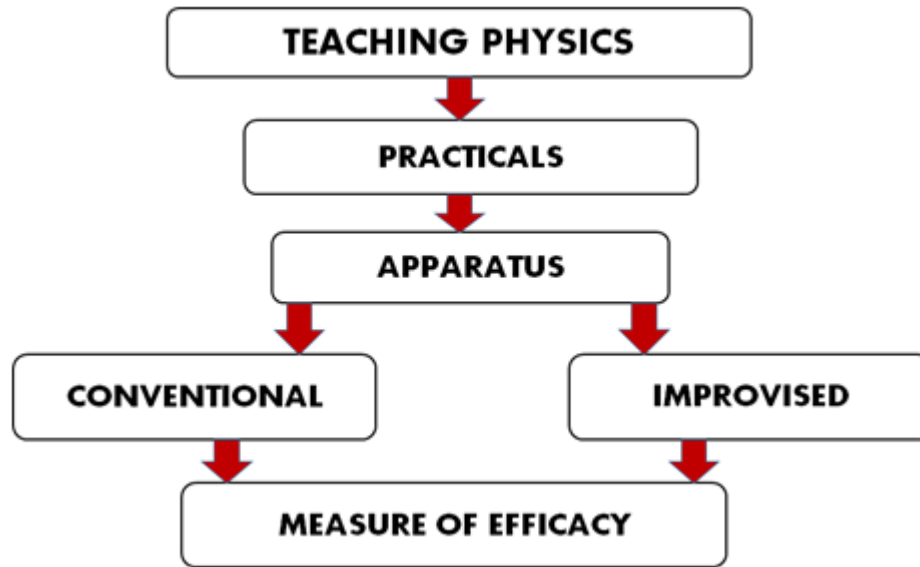 TEACHING PHYSICS
PRACTICALS
APPARATUS
CONVENTIONAL
IMPROVISED
MEASURE OF EFFICACY